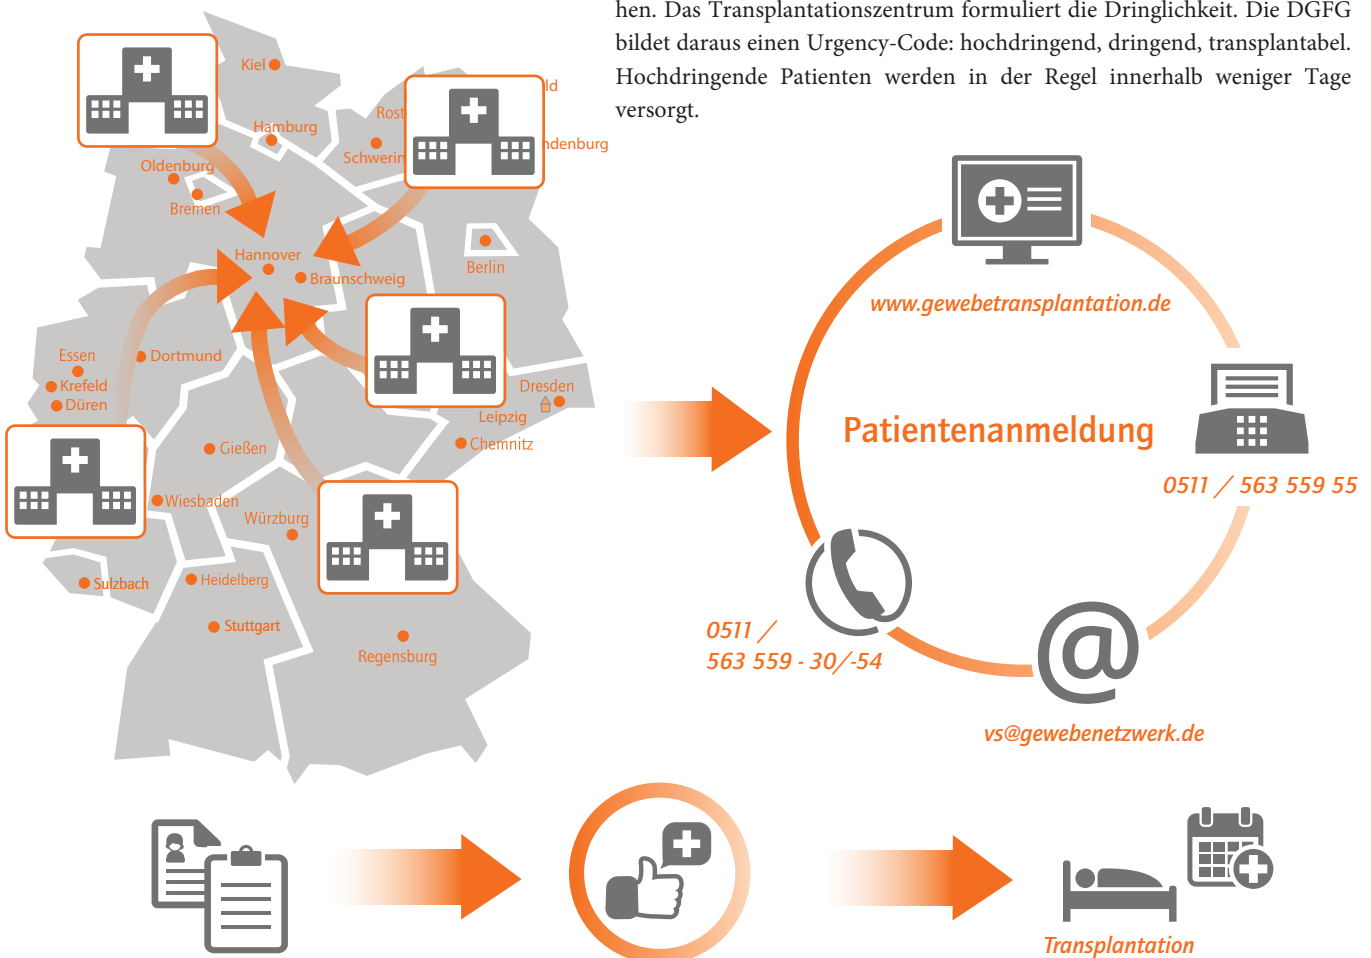 hen. Das Transplantationszentrum formuliert die Dringlichkeit. Die DGFG
bildet daraus einen Urgency-Code: hochdringend, dringend, transplantabel.
Hochdringende Patienten werden in der Regel innerhalb weniger Tage
versorgt.
Kiel
ld
Rost
Hamburg
Schwerin
ndenburg
Oldenburg
Bremen
Hannover
Berlin
Braunschweig
Essen
Dortmund
Krefeld
Düren
Dresden
Leipzig
Chemnitz
Gießen
Wiesbaden
Würzburg
Sulzbach
Heidelberg
Stuttgart
Regensburg
www.gewebetransplantation.de
Patientenanmeldung
0511 / 563 559 55
0511 /
563 559 - 30/-54
@
vs@gewebenetzwerk.de
Transplantation